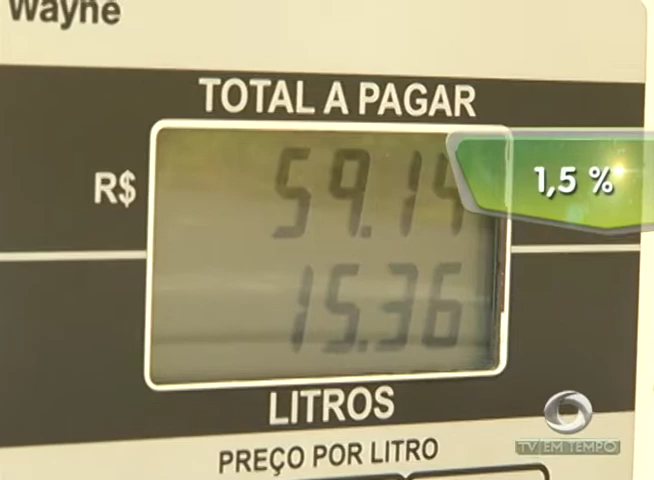 Wayne
TOTAL A PAGAR
R$ 59.14
1,5 %
15.36
LITROS
TV EM TEMPO
PREÇO POR LITRO